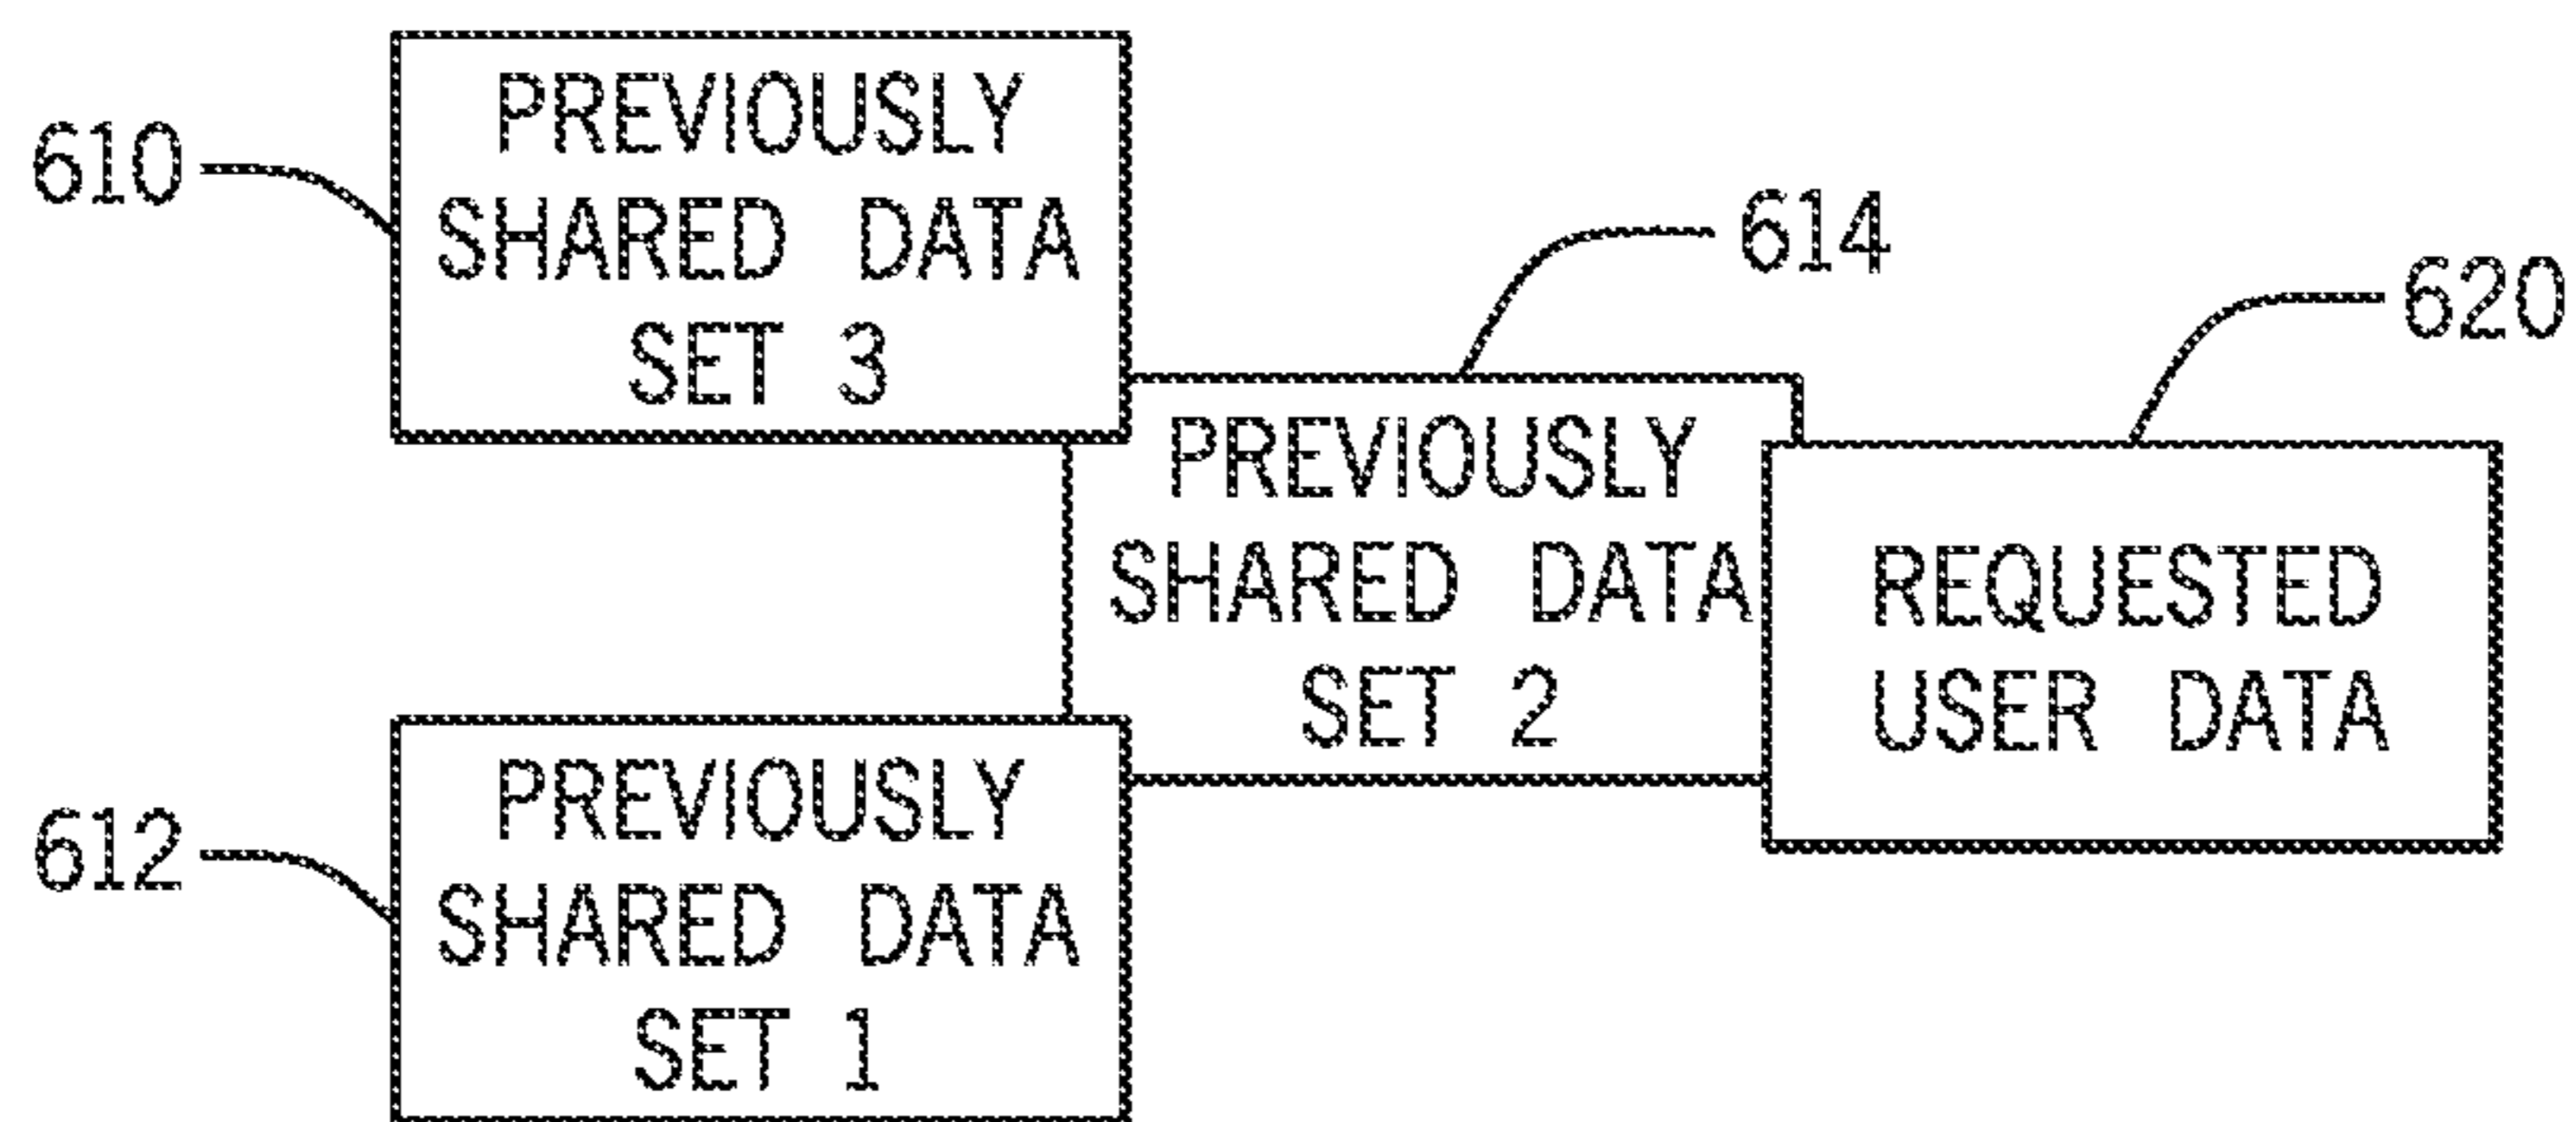 610
PREVIOUSLY
SHARED DATA
SET 3
614
PREVIOUSLY
SHARED DATA
SET 2
620
REQUESTED
USER DATA
612
PREVIOUSLY
SHARED DATA
SET 1